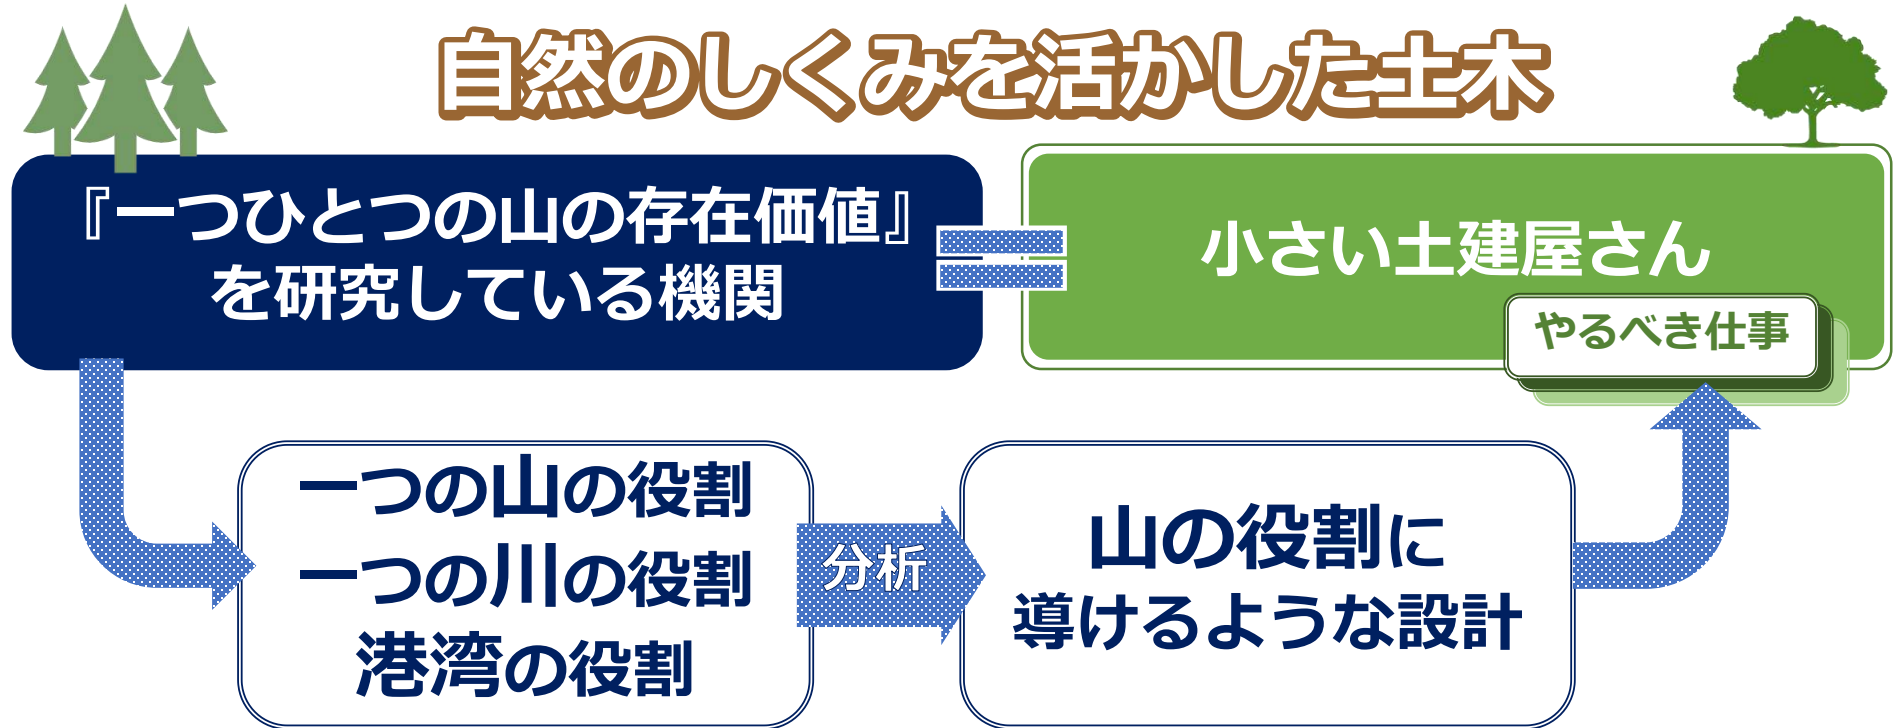 自然のしくみを活かした土木
『一つひとつの山の存在価値』
を研究している機関
小さい土建屋さん
やるべき仕事
一つの山の役割
一つの川の役割
港湾の役割
分析
山の役割に
導けるような設計